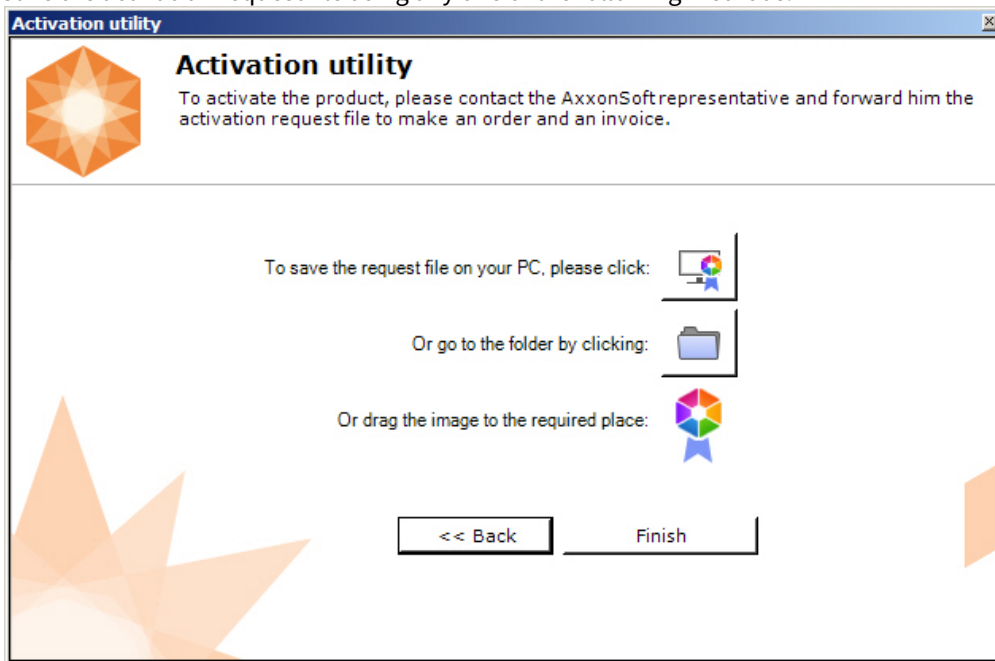 Activation utility
Activation utility
To activate the product, please contact the AxxonSoft representative and forward him the
activation request file to make an order and an invoice.
To save the request file on your PC, please click:
Or go to the folder by clicking:
Or drag the image to the required place:
<< Back Finish